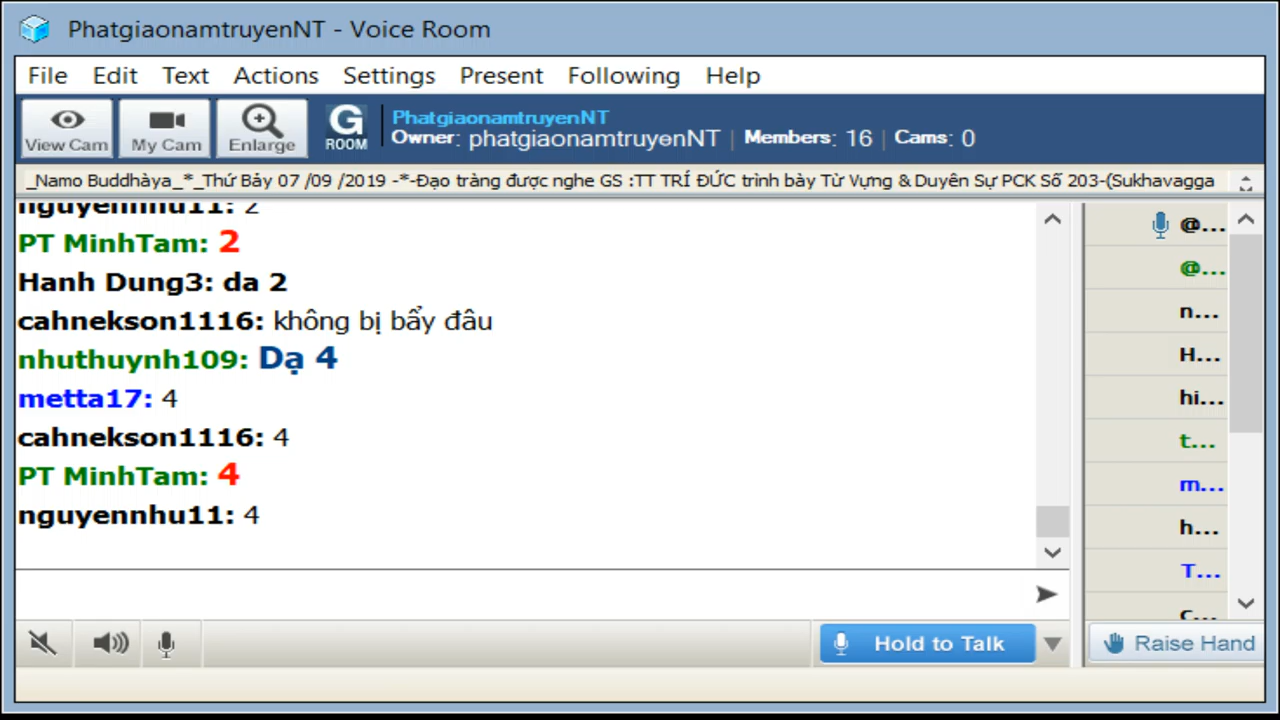 PhatgiaonamtruyenNT - Voice Room
File Edit Text Actions Settings Present Following Help
View Cam My Cam Enlarge G ROOM
PhatgiaonamtruyenNT
Owner: phatgiaonamtruyenNT | Members: 16 | Cams: 0
_Namo Buddhàya_*_Thứ Bảy 07 /09 /2019 -*-Đạo tràng được nghe GS :TT TRÍ ĐỨC trình bày Từ Vựng & Duyên Sự PCK Số 203-(Sukhavagga
nguyennhu11: 2
PT MinhTam: 2
Hanh Dung3: da 2
cahnekson1116: không bị bẩy đâu
nhuthuynh109: Dạ 4
metta17: 4
cahnekson1116: 4
PT MinhTam: 4
nguyennhu11: 4
@...
@...
n...
H...
hi...
t...
m...
h...
T...
c...
Hold to Talk
Raise Hand